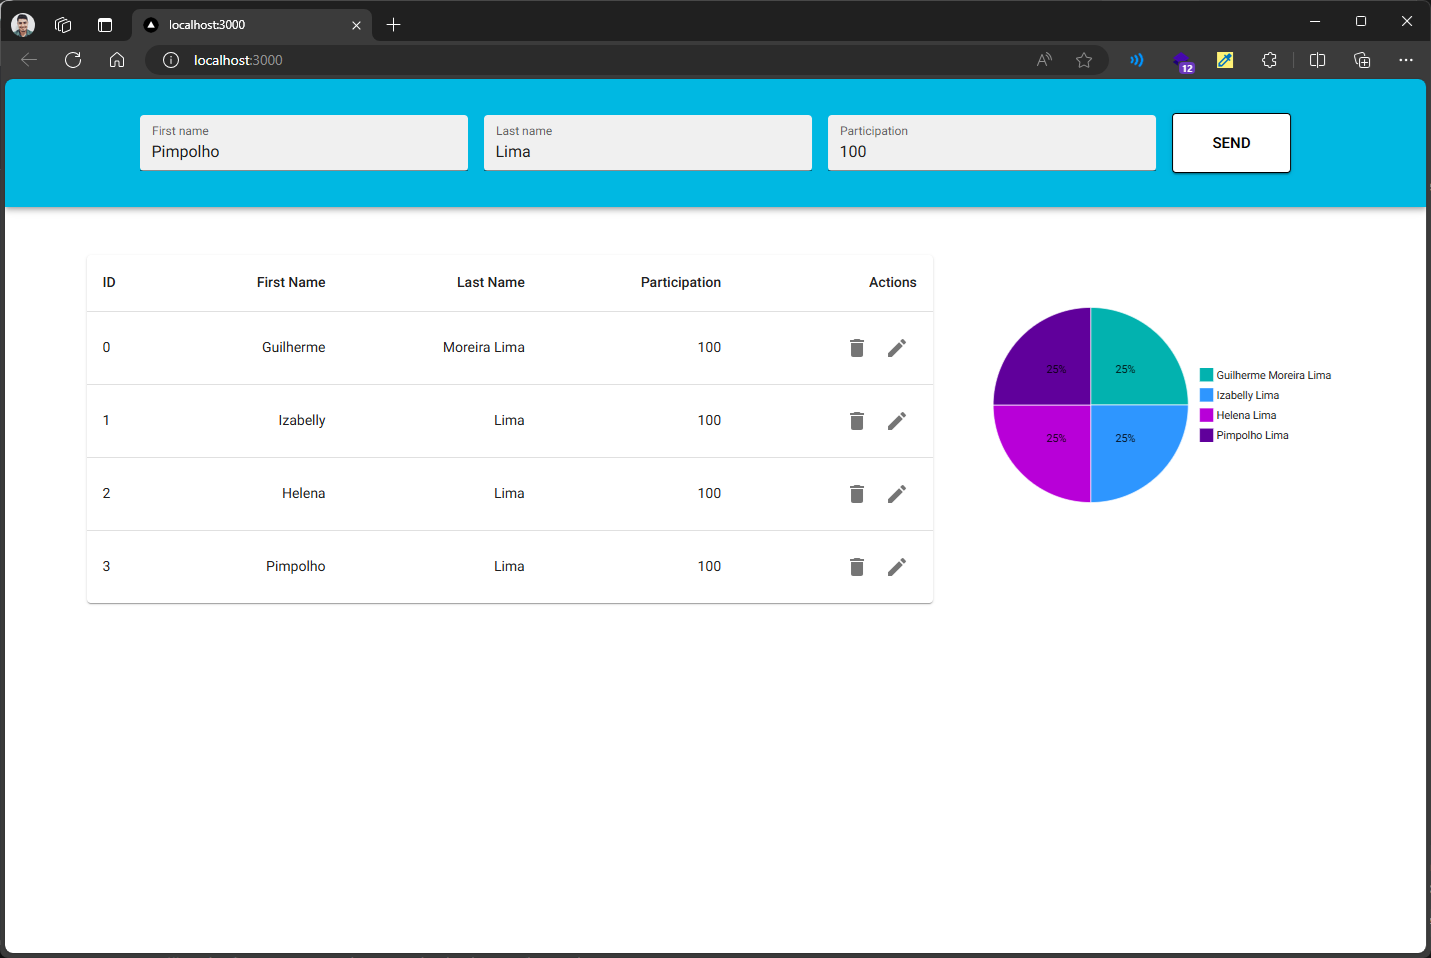 localhost:3000
localhost:3000
12
First name
Pimpolho
Last name
Lima
Participation
100
SEND
ID First Name Last Name Participation Actions
0 Guilherme Moreira Lima 100
1 Izabelly Lima 100
2 Helena Lima 100
3 Pimpolho Lima 100
25% 25%
25% 25%
Guilherme Moreira Lima
Izabelly Lima
Helena Lima
Pimpolho Lima